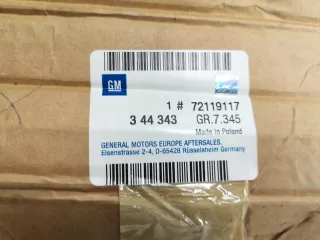 GM
1 # 72119117
3 44 343 GR.7.345
Made in Poland
GENERAL MOTORS EUROPE AFTERSALES.
Eisenstrasse 2-4, D-65428 Rüsselsheim Germany